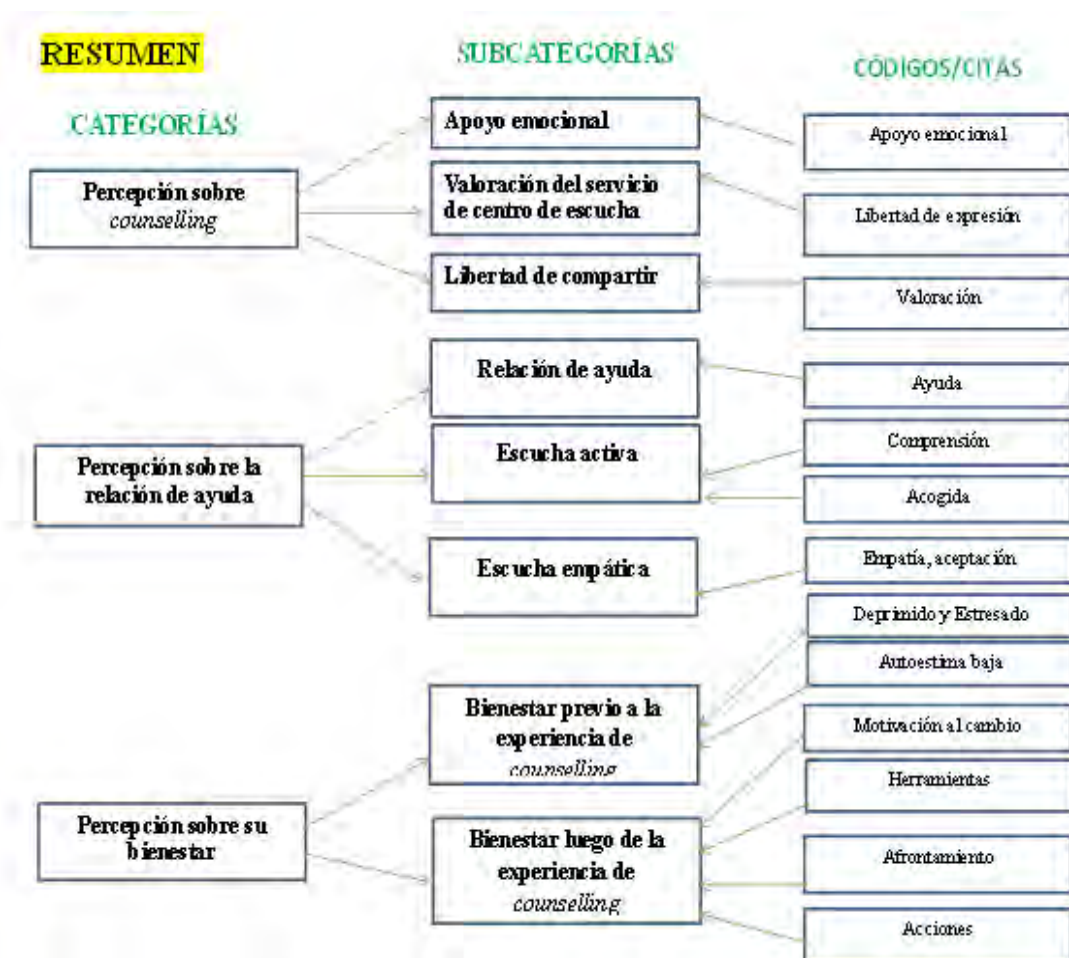 RESUMEN
CATEGORÍAS
SUBCATEGORÍAS
CÓDIGOS/CITAS
Percepción sobre
counselling
Apoyo emocional
Valoración del servicio
de centro de escucha
Libertad de compartir
Apoyo emocional
Libertad de expresión
Valoración
Percepción sobre la
relación de ayuda
Relación de ayuda
Escucha activa
Escucha empática
Ayuda
Comprensión
Acogida
Empatía, aceptación
Percepción sobre su
bienestar
Bienestar previo a la
experiencia de
counselling
Bienestar luego de la
experiencia de
counselling
Deprimido y Estresado
Autoestima baja
Motivación al cambio
Herramientas
Afrontamiento
Acciones